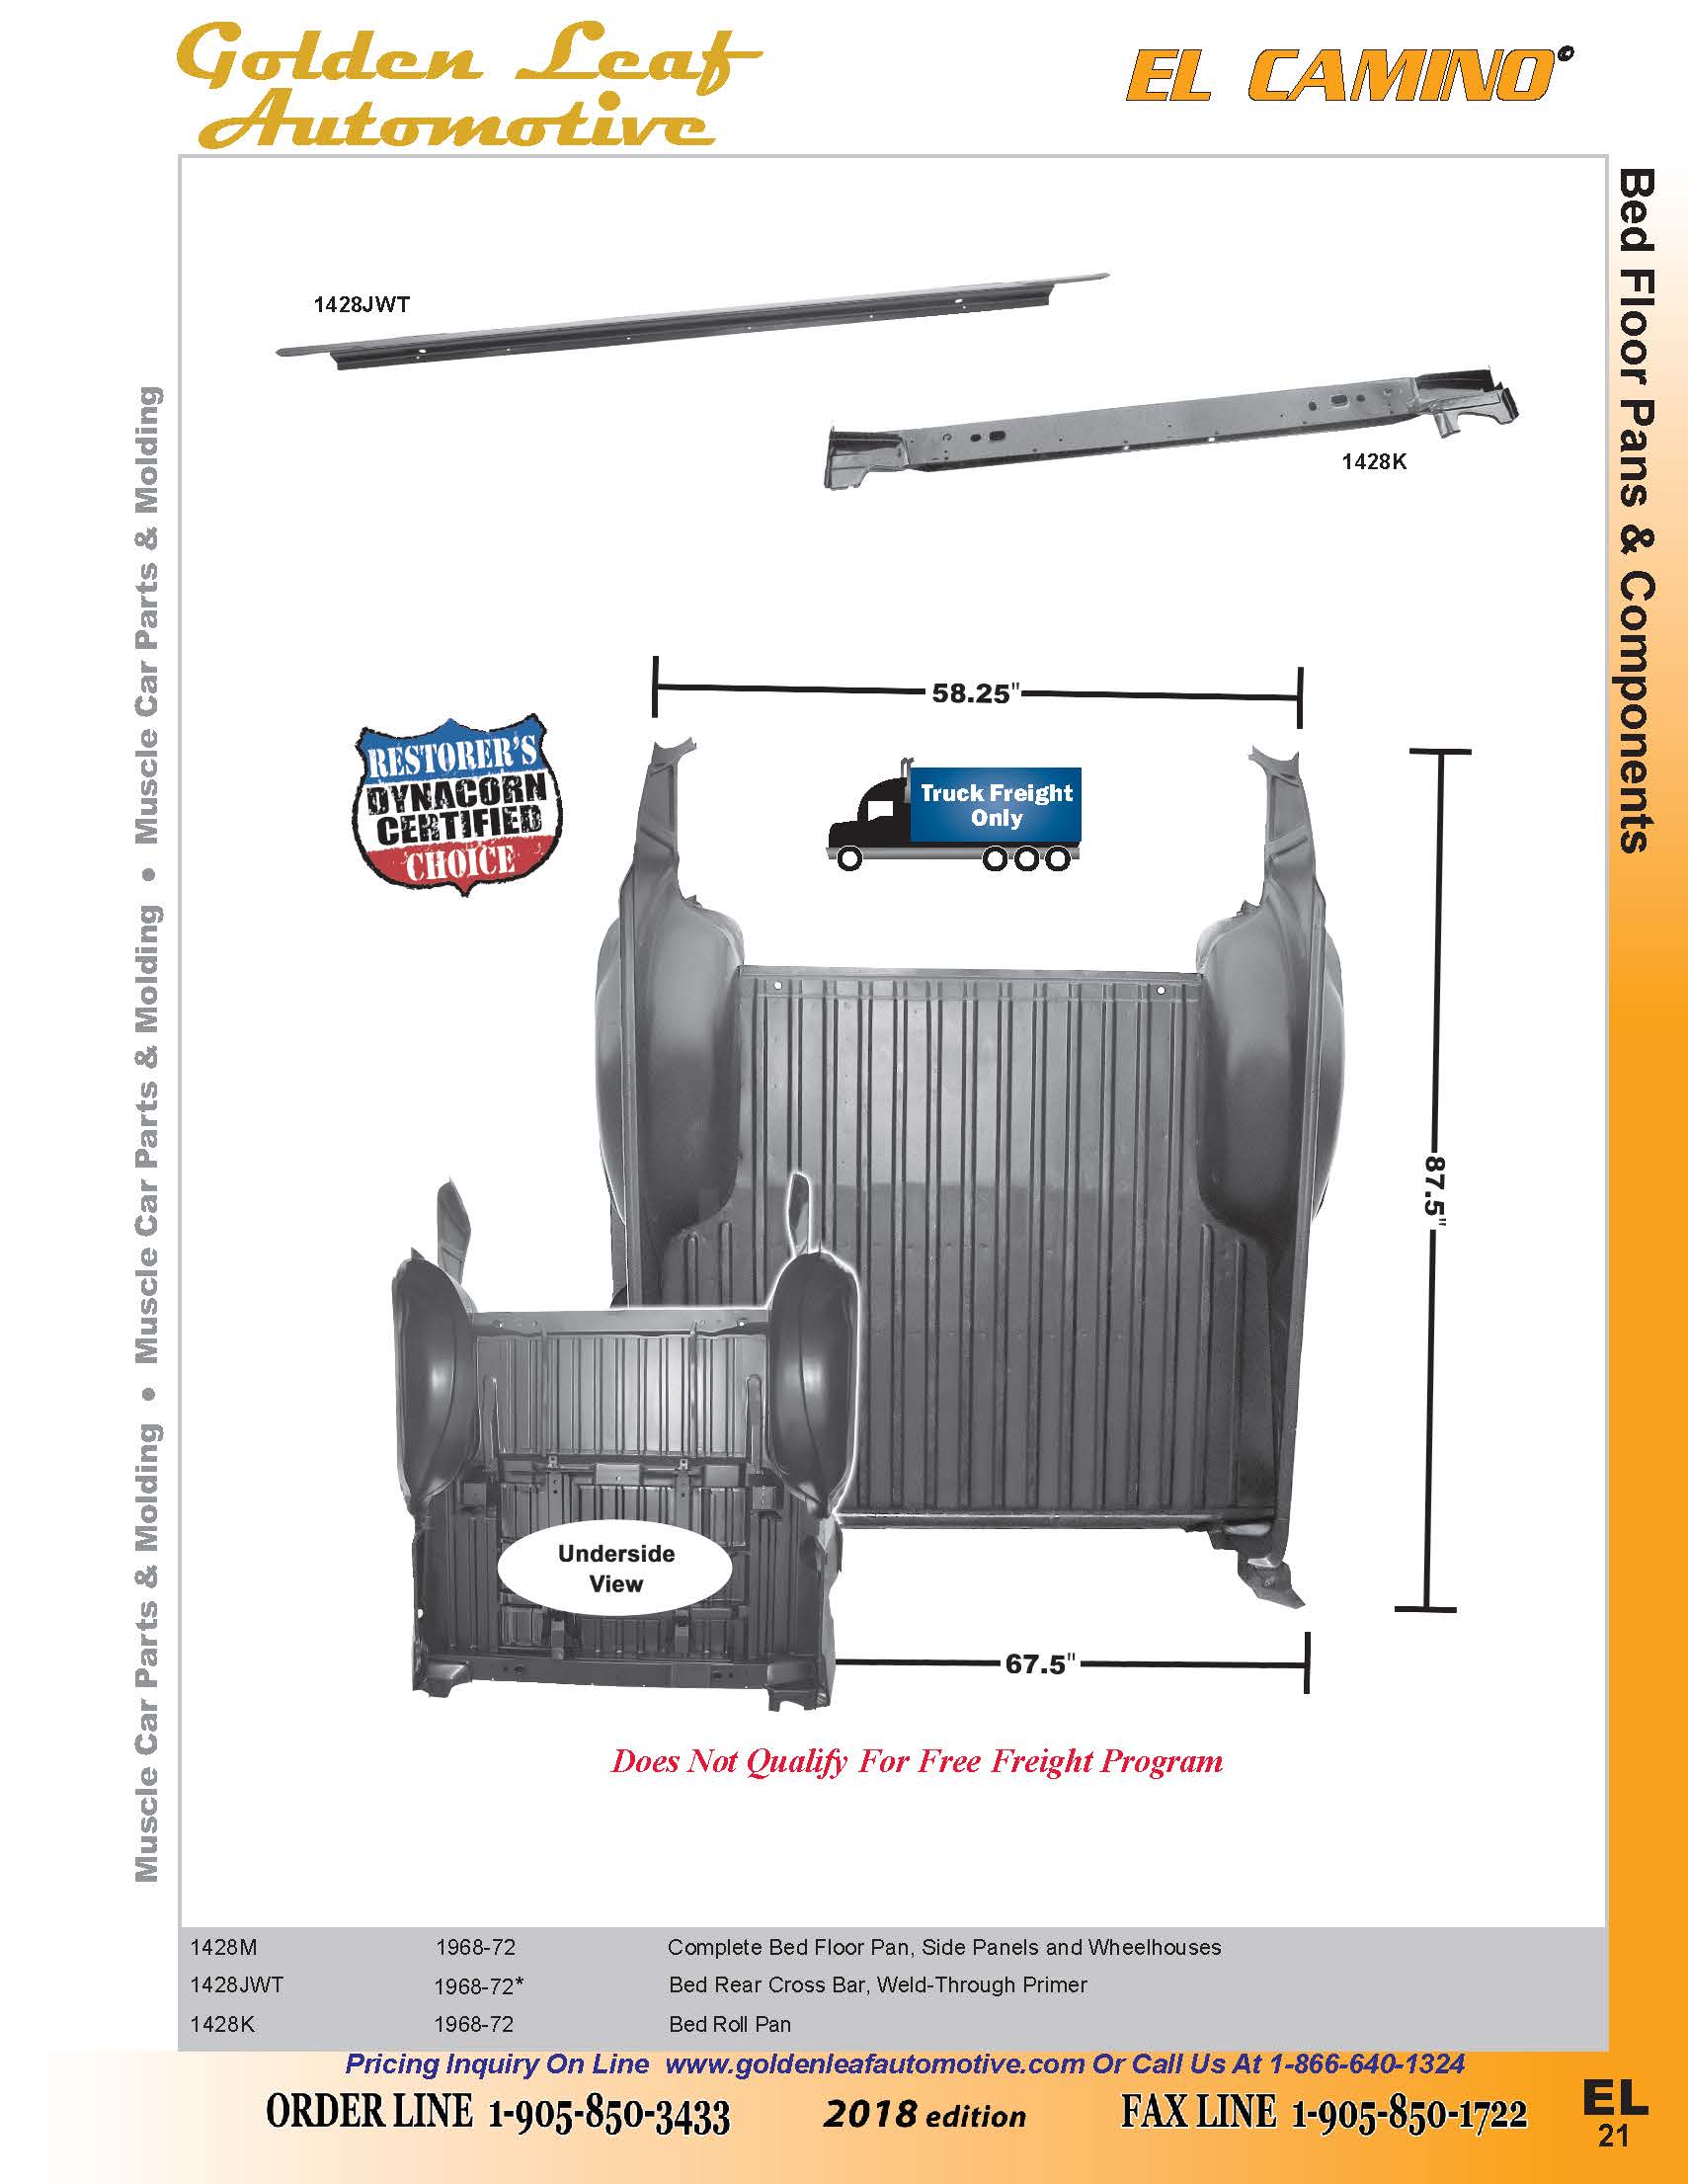 Golden Leaf
Automotive
EL CAMINO
Bed Floor Pans & Components
Muscle Car Parts & Molding • Muscle Car Parts & Molding • Muscle Car Parts & Molding
1428JWT
1428K
58.25"
RESTORER'S
DYNACORN
CERTIFIED
CHOICE
Truck Freight
Only
87.5"
Underside
View
67.5"
Does Not Qualify For Free Freight Program
1428M 1968-72 Complete Bed Floor Pan, Side Panels and Wheelhouses
1428JWT 1968-72* Bed Rear Cross Bar, Weld-Through Primer
1428K 1968-72 Bed Roll Pan
Pricing Inquiry On Line www.goldenleafautomotive.com Or Call Us At 1-866-640-1324
ORDER LINE 1-905-850-3433 2018 edition FAX LINE 1-905-850-1722
EL
21